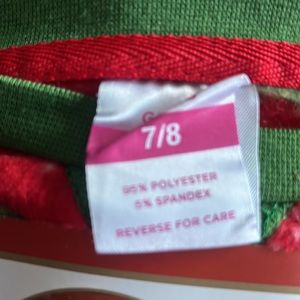 7/8
95% POLYESTER
5% SPANDEX
REVERSE FOR CARE